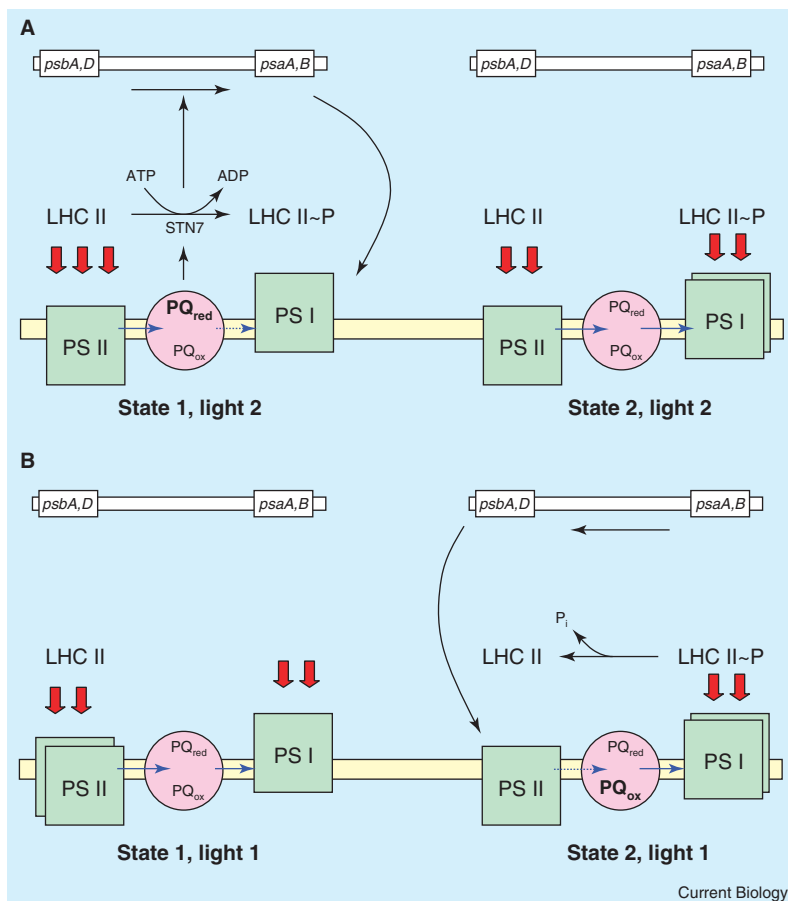 A
psbA,D psaA,B psbA,D psaA,B
ATP ADP
LHC II LHC II~P LHC II LHC II~P
STN7
PQred PS I PQred PS I
PS II PQox PS II PQox
State 1, light 2 State 2, light 2
B
psbA,D psaA,B psbA,D psaA,B
Pi
LHC II LHC II LHC II~P
PQred PS I PQred PS I
PS II PQox PS II PQox
State 1, light 1 State 2, light 1
Current Biology